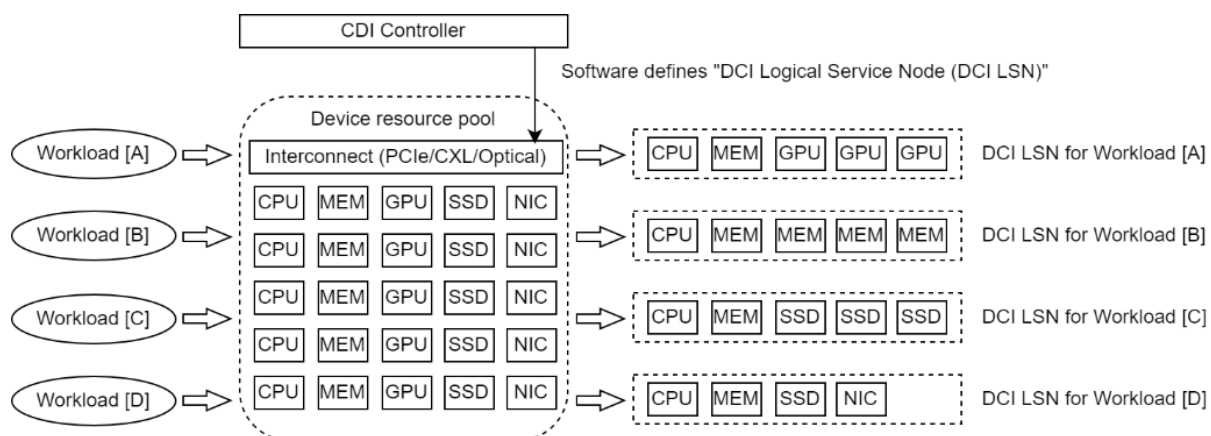 CDI Controller
Software defines "DCI Logical Service Node (DCI LSN)"
Device resource pool
Interconnect (PCIe/CXL/Optical)
Workload [A]
CPU MEM GPU GPU GPU
DCI LSN for Workload [A]
CPU MEM GPU SSD NIC
Workload [B]
CPU MEM GPU SSD NIC
CPU MEM MEM MEM MEM
DCI LSN for Workload [B]
CPU MEM GPU SSD NIC
Workload [C]
CPU MEM SSD SSD SSD
DCI LSN for Workload [C]
CPU MEM GPU SSD NIC
Workload [D]
CPU MEM GPU SSD NIC
CPU MEM SSD NIC
DCI LSN for Workload [D]